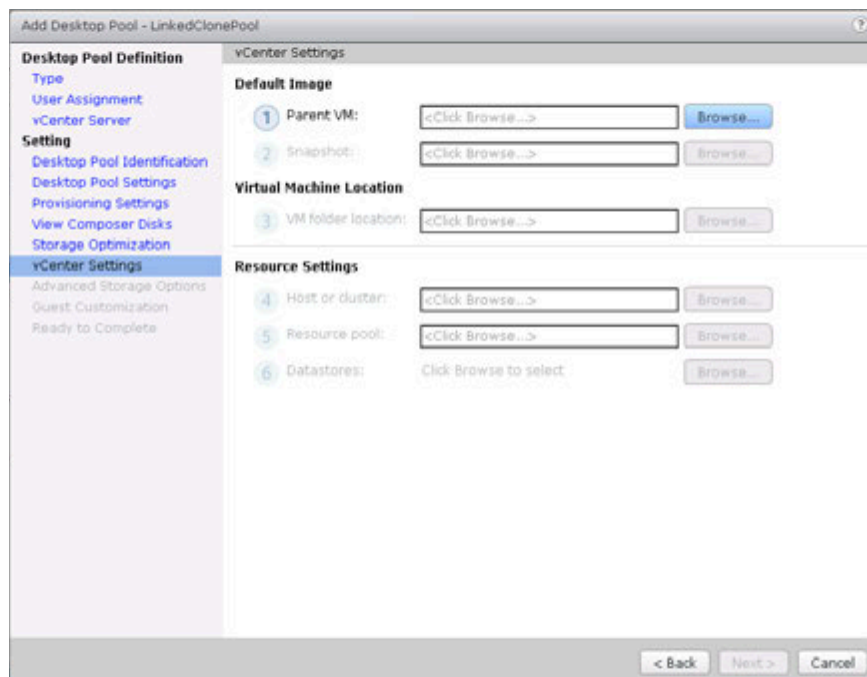 Add Desktop Pool - LinkedClonePool
?
Desktop Pool Definition
Type
User Assignment
vCenter Server
Setting
Desktop Pool Identification
Desktop Pool Settings
Provisioning Settings
View Composer Disks
Storage Optimization
vCenter Settings
Advanced Storage Options
Guest Customization
Ready to Complete
vCenter Settings
Default Image
1 Parent VM: <Click Browse...> Browse...
2 Snapshot: <Click Browse...> Browse...
Virtual Machine Location
3 VM folder location: <Click Browse...> Browse...
Resource Settings
4 Host or cluster: <Click Browse...> Browse...
5 Resource pool: <Click Browse...> Browse...
6 Datastores: Click Browse to select Browse...
< Back Next > Cancel